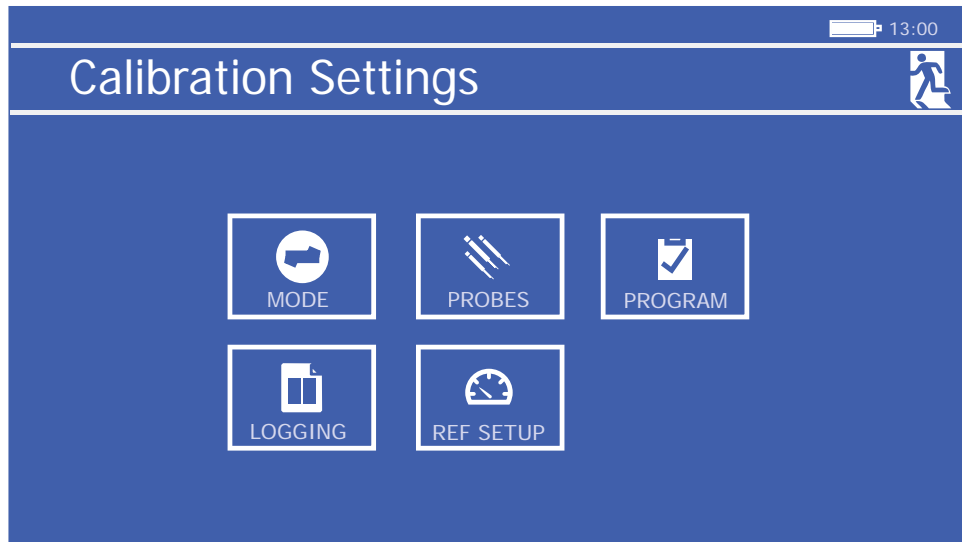 13:00
Calibration Settings
MODE PROBES PROGRAM
LOGGING REF SETUP